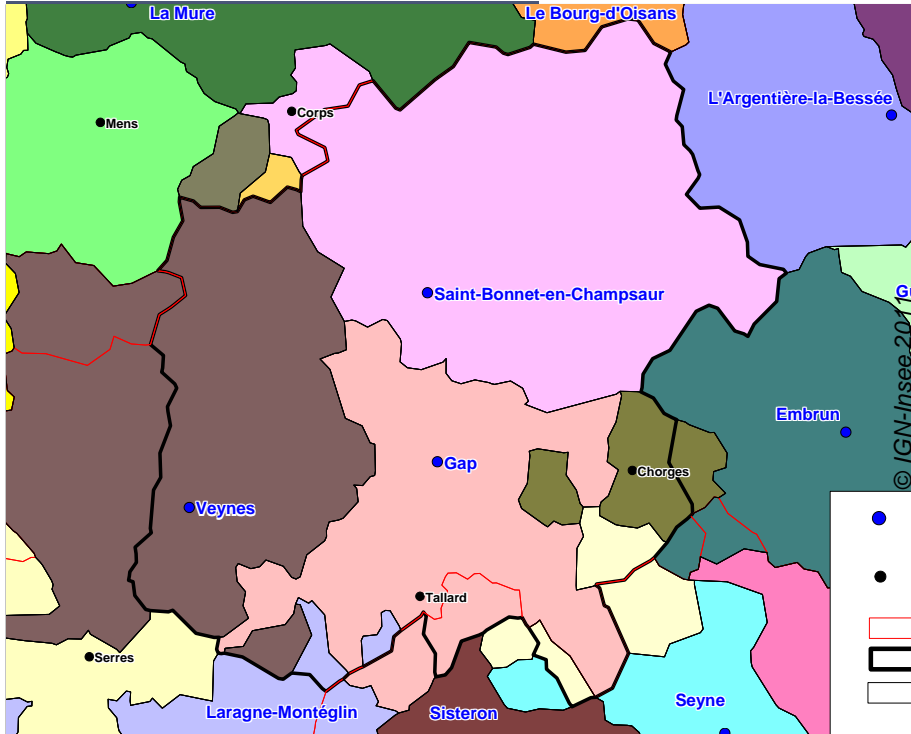 La Mure
Le Bourg-d'Oisans
L'Argentière-la-Bessée
Mens
Corps
Saint-Bonnet-en-Champsaur
Embrun
Gap
Chorges
Veynes
Tallard
Serres
Laragne-Montéglin
Sisteron
Seyne
© IGN-Insee 2011